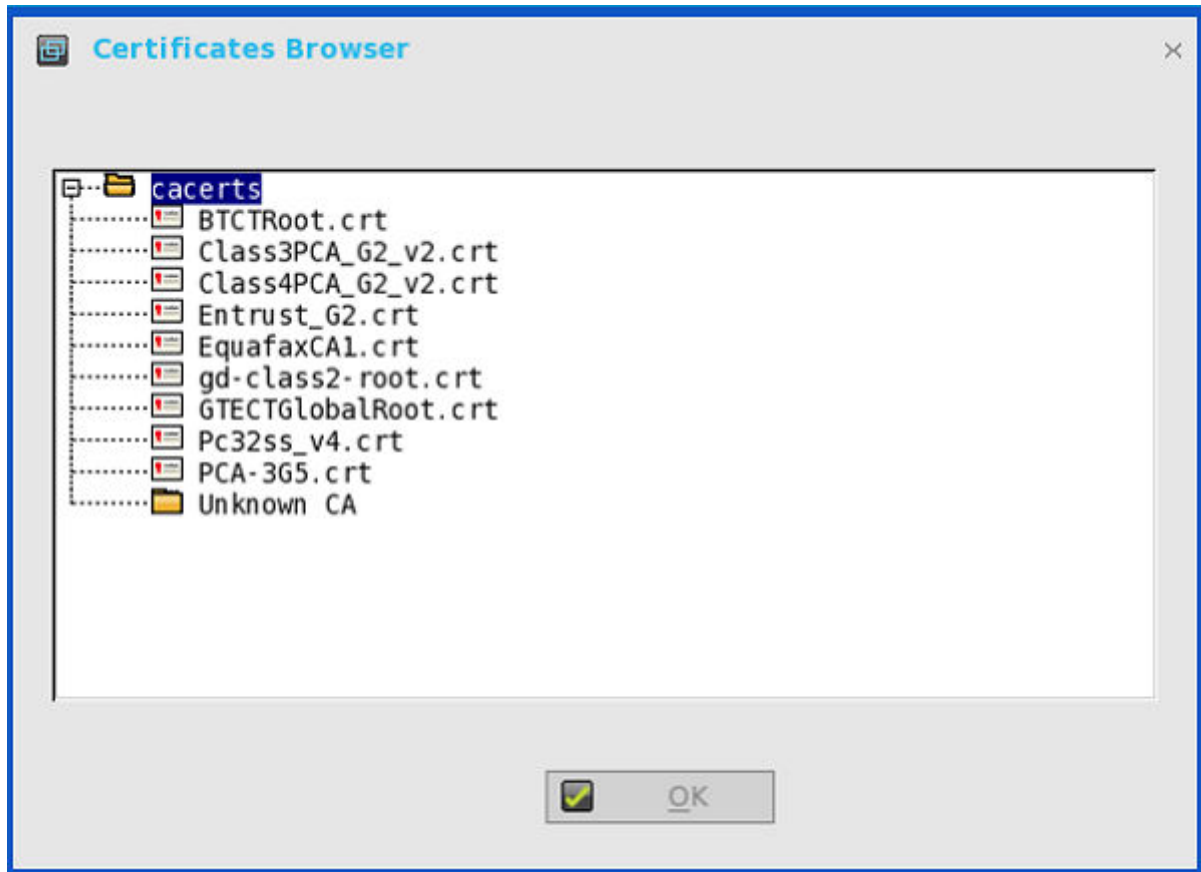 Certificates Browser
cacerts
BTCTRoot.crt
Class3PCA_G2_v2.crt
Class4PCA_G2_v2.crt
Entrust_G2.crt
EquafaxCA1.crt
gd-class2-root.crt
GTECTGlobalRoot.crt
Pc32ss_v4.crt
PCA-3G5.crt
Unknown CA
OK